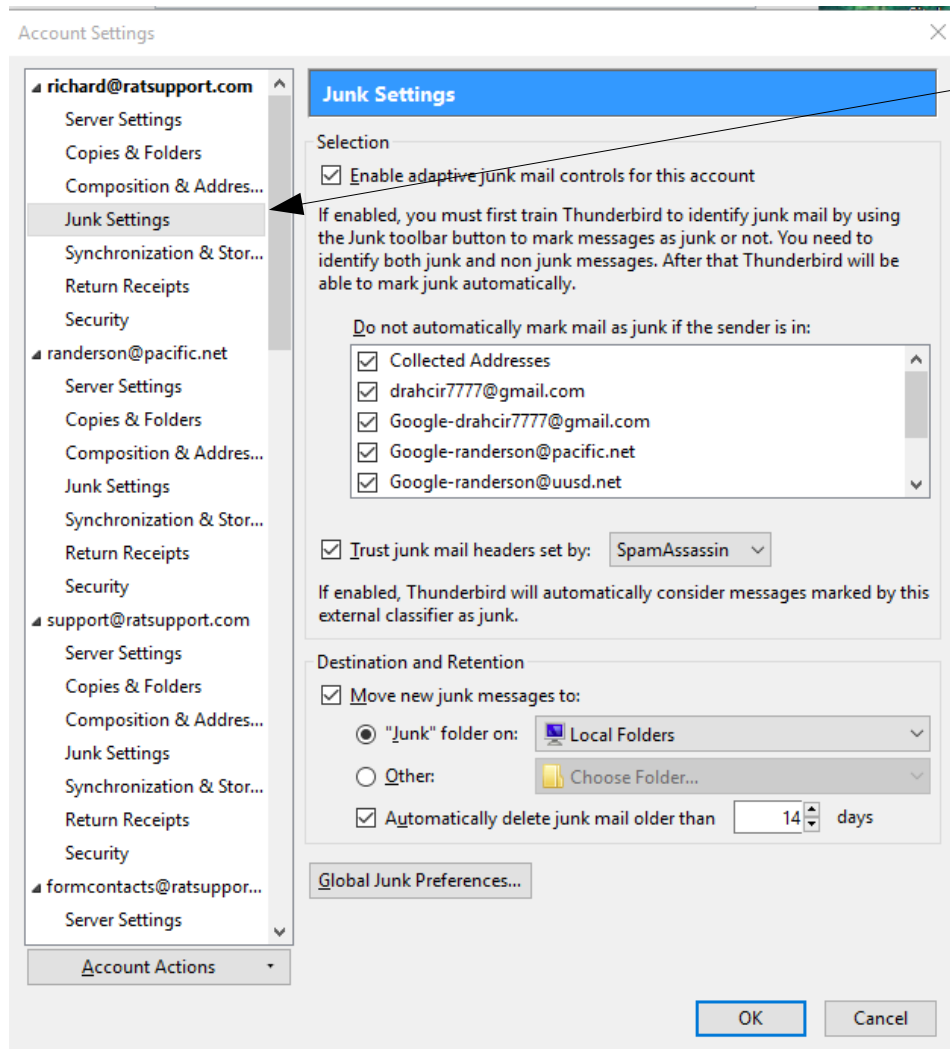 Account Settings
richard@ratsupport.com
Server Settings
Copies & Folders
Composition & Addres...
Junk Settings
Synchronization & Stor...
Return Receipts
Security
randerson@pacific.net
Server Settings
Copies & Folders
Composition & Addres...
Junk Settings
Synchronization & Stor...
Return Receipts
Security
support@ratsupport.com
Server Settings
Copies & Folders
Composition & Addres...
Junk Settings
Synchronization & Stor...
Return Receipts
Security
formcontacts@ratsuppor...
Server Settings
Account Actions
Junk Settings
Selection
Enable adaptive junk mail controls for this account
If enabled, you must first train Thunderbird to identify junk mail by using
the Junk toolbar button to mark messages as junk or not. You need to
identify both junk and non junk messages. After that Thunderbird will be
able to mark junk automatically.
Do not automatically mark mail as junk if the sender is in:
Collected Addresses
drahcir7777@gmail.com
Google-drahcir7777@gmail.com
Google-randerson@pacific.net
Google-randerson@uusd.net
Trust junk mail headers set by: SpamAssassin
If enabled, Thunderbird will automatically consider messages marked by this
external classifier as junk.
Destination and Retention
Move new junk messages to:
"Junk" folder on: Local Folders
Other: Choose Folder...
Automatically delete junk mail older than 14 days
Global Junk Preferences...
OK Cancel